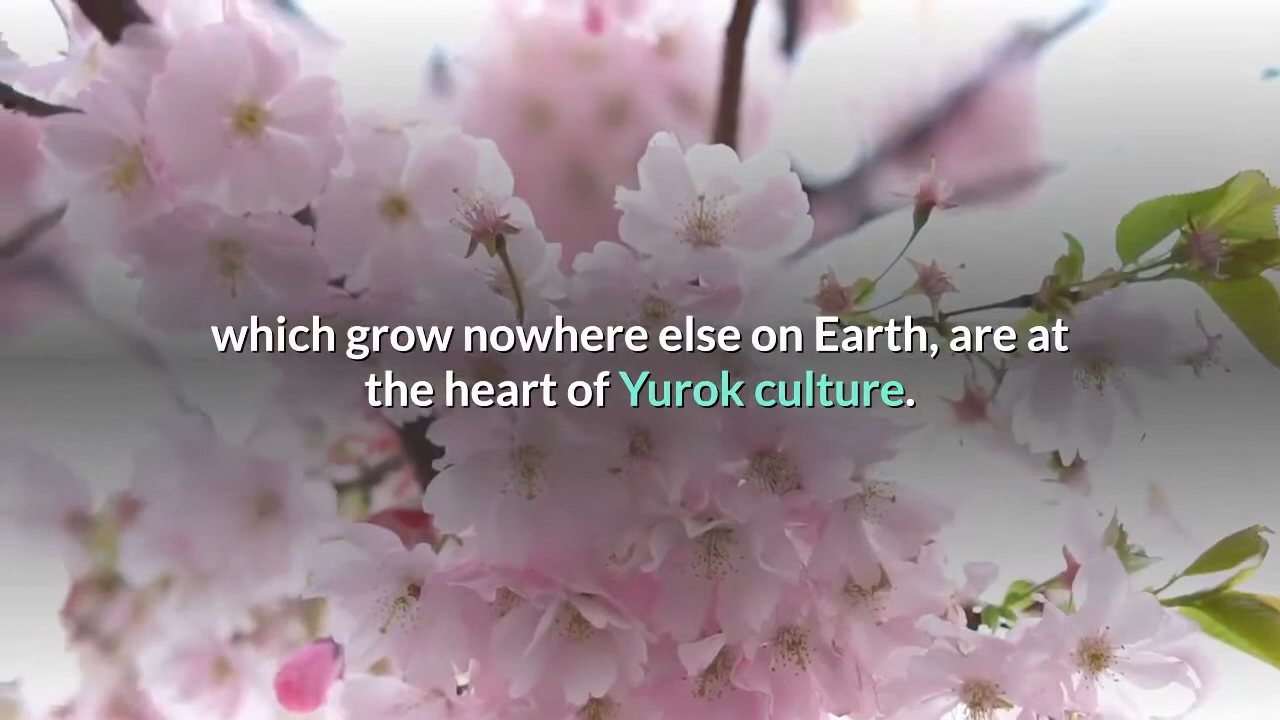 which grow nowhere else on Earth, are at
the heart of Yurok culture.